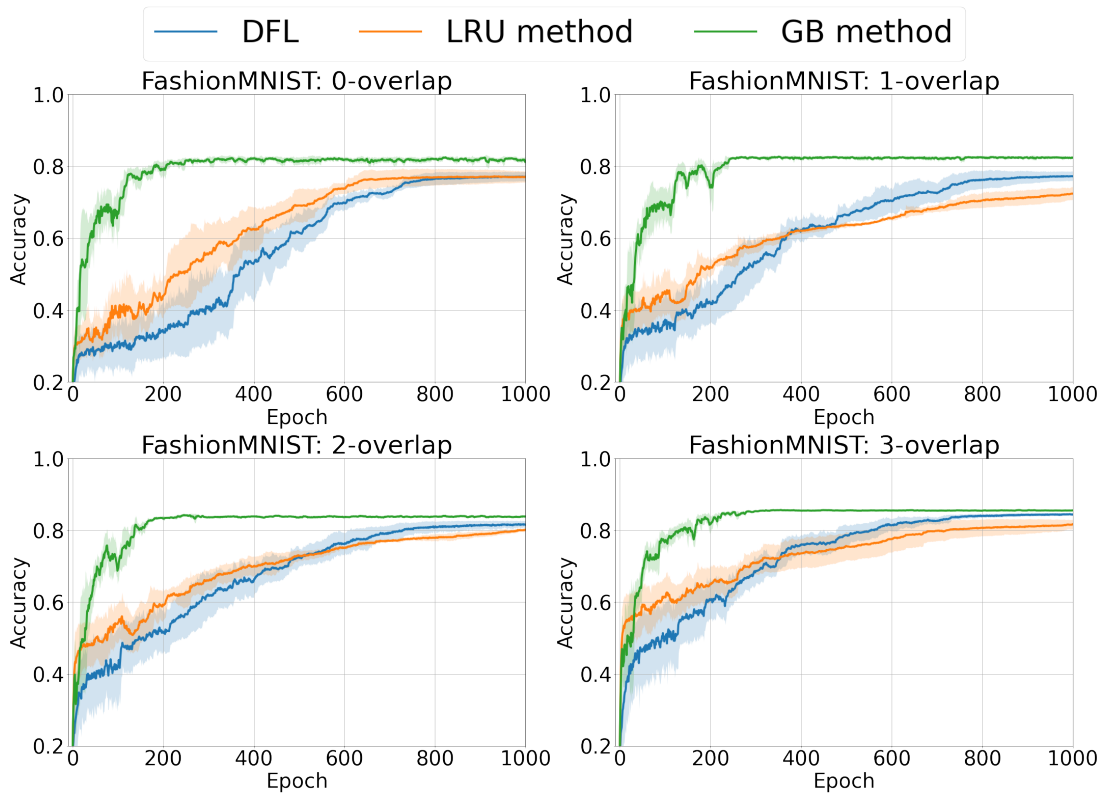 DFL LRU method GB method
FashionMNIST: 0-overlap FashionMNIST: 1-overlap
1.0 1.0
0.8 0.8
0.6 0.6
0.4 0.4
0.2 0.2
Accuracy Accuracy
0 200 400 600 800 1000 0 200 400 600 800 1000
Epoch Epoch
FashionMNIST: 2-overlap FashionMNIST: 3-overlap
1.0 1.0
0.8 0.8
0.6 0.6
0.4 0.4
0.2 0.2
Accuracy Accuracy
0 200 400 600 800 1000 0 200 400 600 800 1000
Epoch Epoch